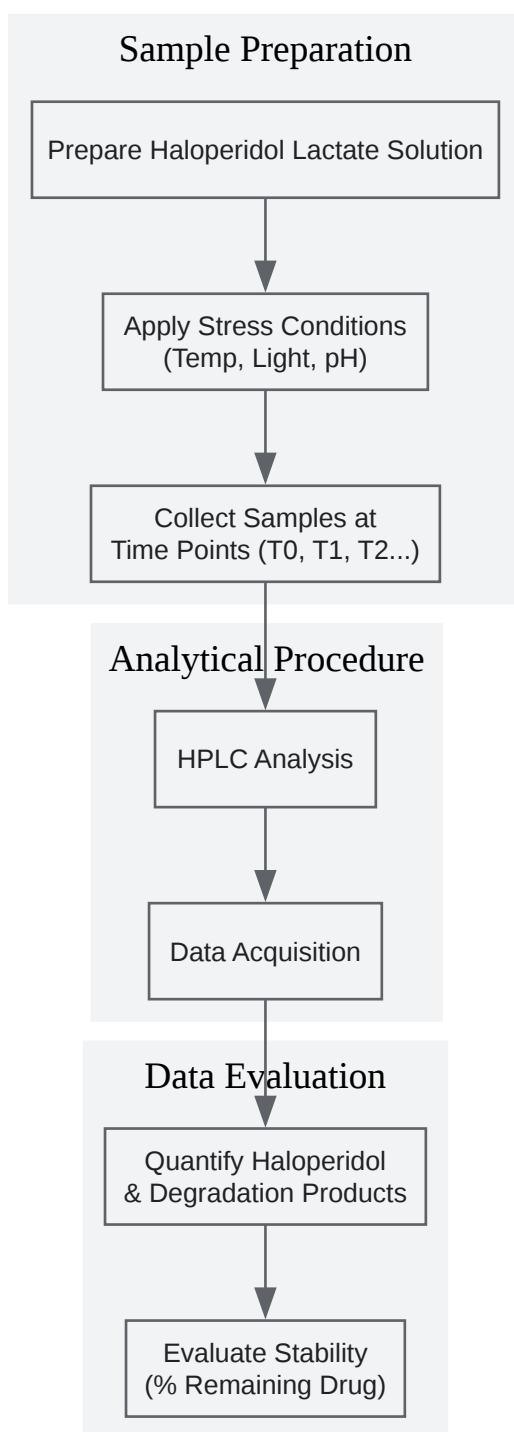 Sample Preparation
Prepare Haloperidol Lactate Solution
Apply Stress Conditions
(Temp, Light, pH)
Collect Samples at
Time Points (T0, T1, T2...)
Analytical Procedure
HPLC Analysis
Data Acquisition
Data Evaluation
Quantify Haloperidol
& Degradation Products
Evaluate Stability
(% Remaining Drug)